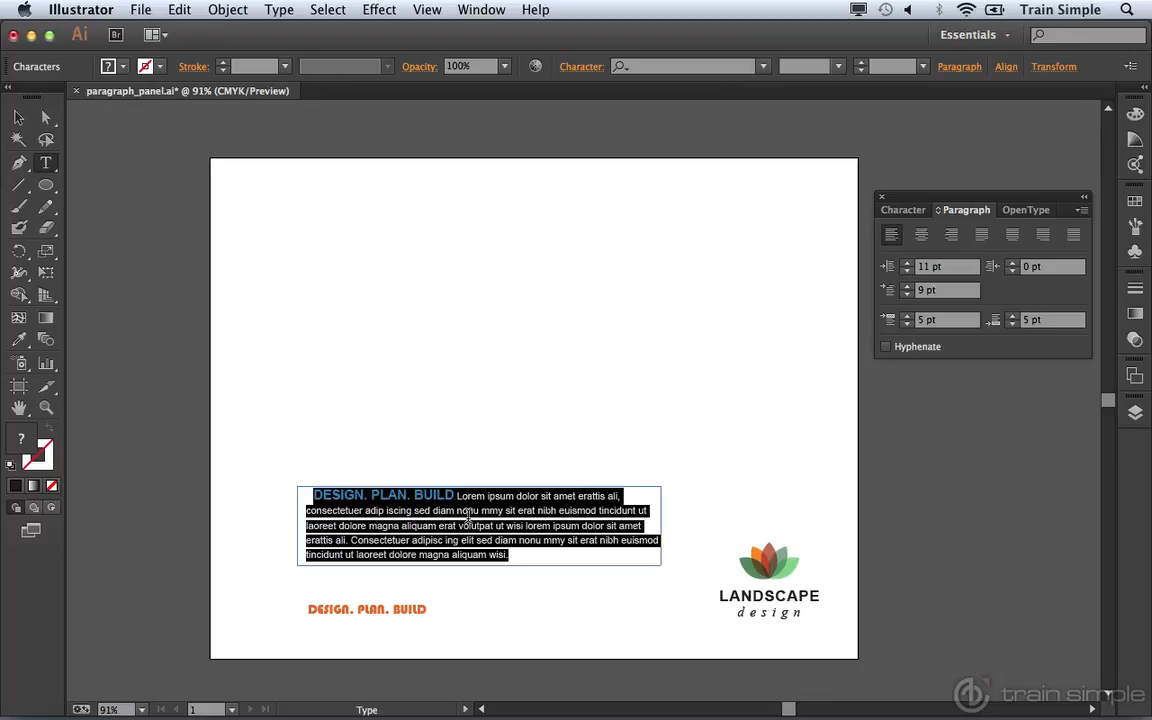 Illustrator File Edit Object Type Select Effect View Window Help Train Simple
Ai Br Essentials
Characters ? Stroke: Opacity: 100% Character: Paragraph Align Transform
paragraph_panel.ai* @ 91% (CMYK/Preview)
Character Paragraph OpenType
11 pt 0 pt
9 pt
5 pt 5 pt
Hyphenate
T
?
DESIGN. PLAN. BUILD Lorem ipsum dolor sit amet erattis ali,
consectetuer adip iscing sed diam nonu mmy sit erat nibh euismod tincidunt ut
laoreet dolore magna aliquam erat volutpat ut wisi lorem ipsum dolor sit amet
erattis ali. Consectetuer adipisc ing elit sed diam nonu mmy sit erat nibh euismod
tincidunt ut laoreet dolore magna aliquam wisi.
DESIGN. PLAN. BUILD
LANDSCAPE
design
train simple
91% 1 Type